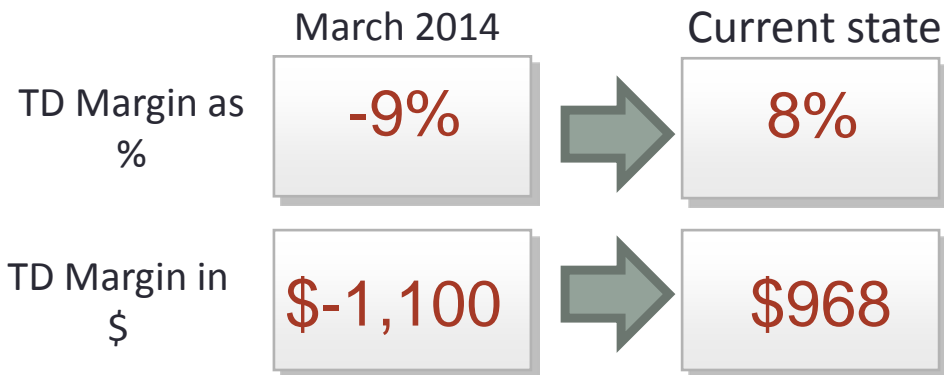 March 2014
Current state
TD Margin as
%
-9%
8%
TD Margin in
$
$-1,100
$968